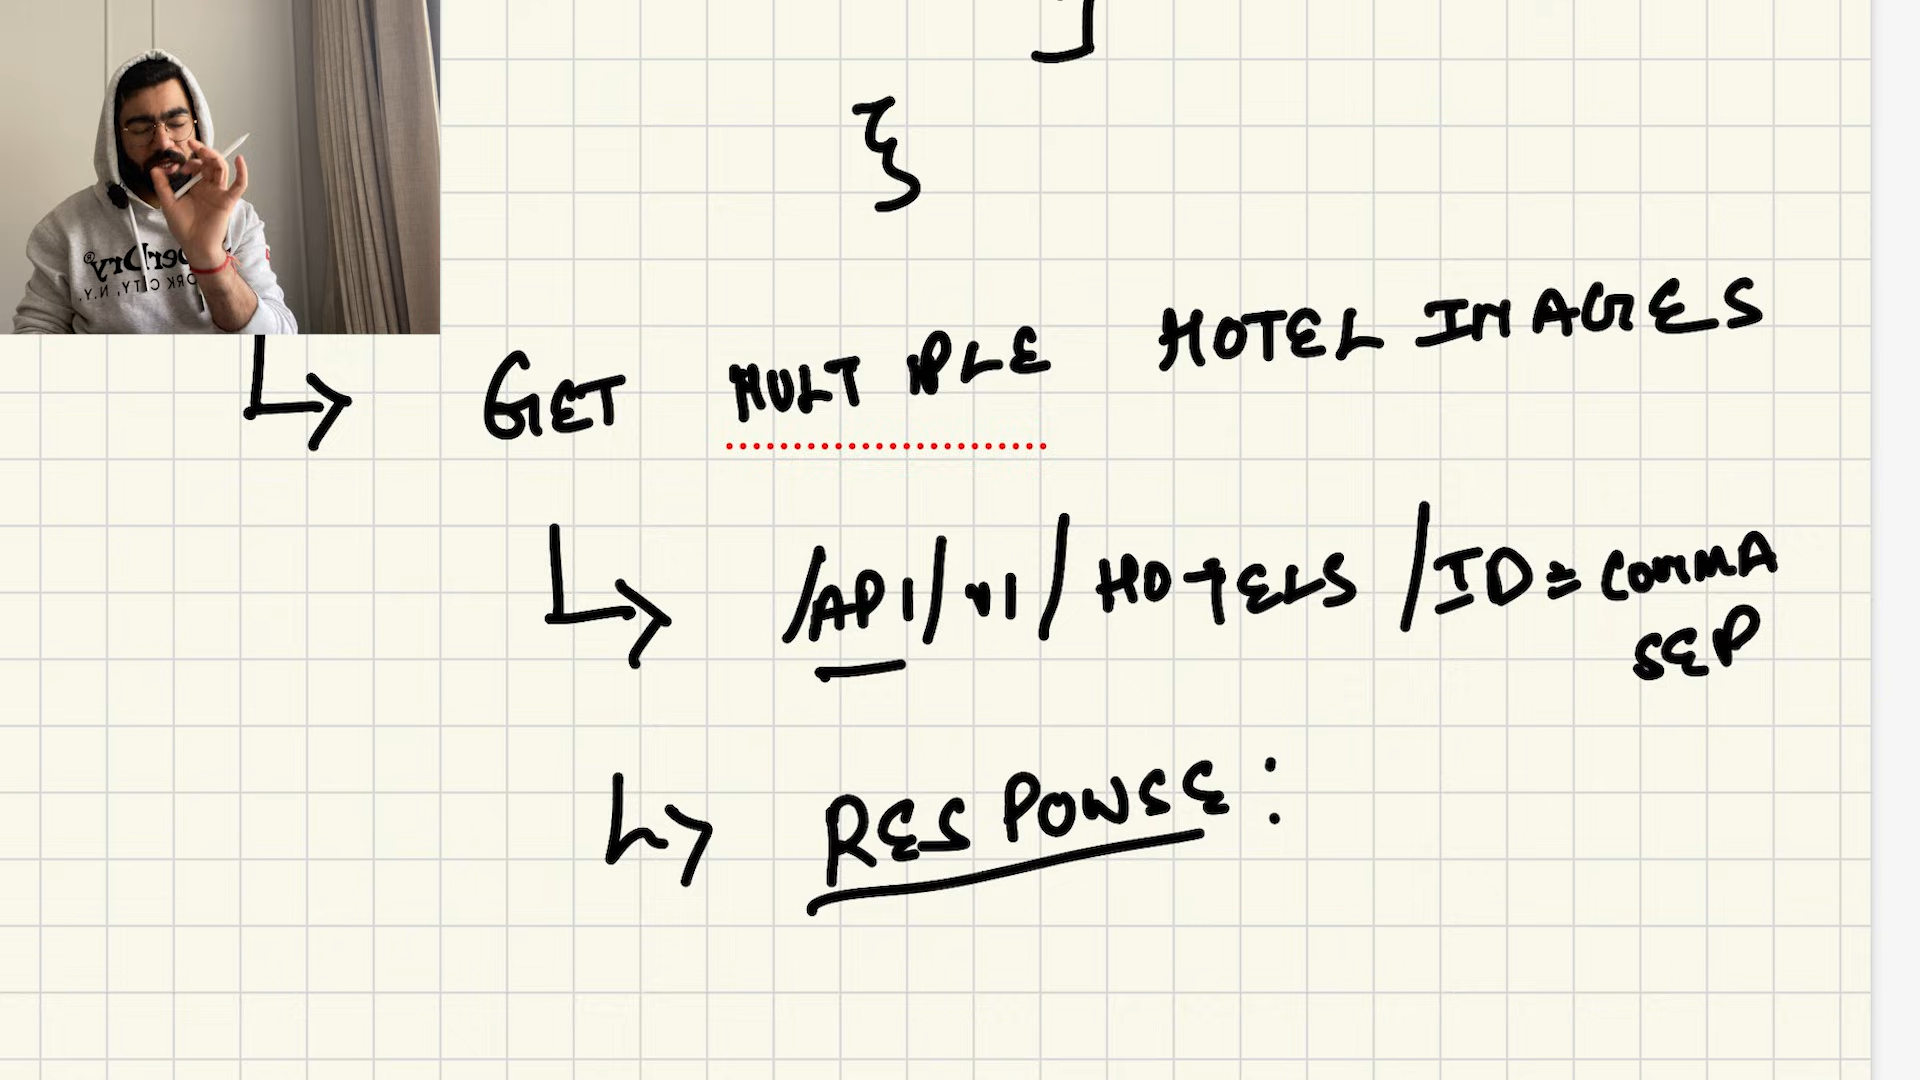 ]
}
GET MULTIPLE HOTEL IMAGES
/API/V1/HOTELS/ID = COMMA
SEP
RESPONSE: